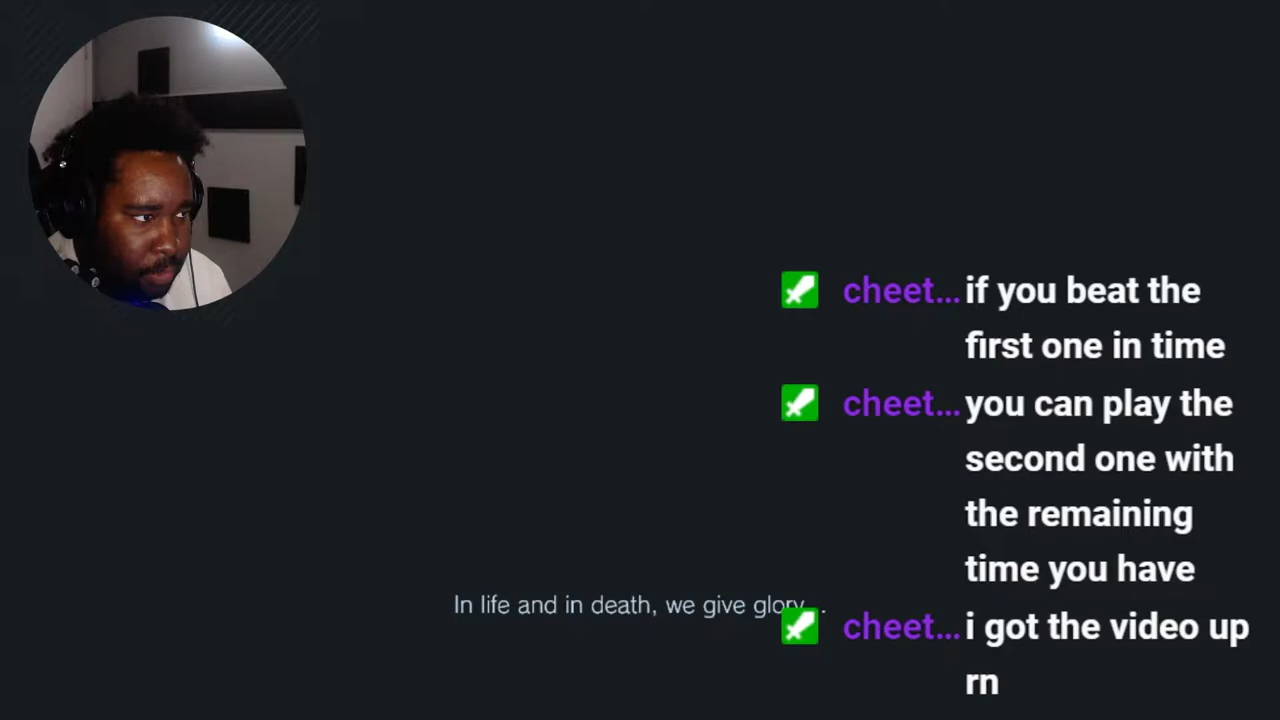 cheet... if you beat the
first one in time
cheet... you can play the
second one with
the remaining
time you have
In life and in death, we give glory...
cheet... i got the video up
rn